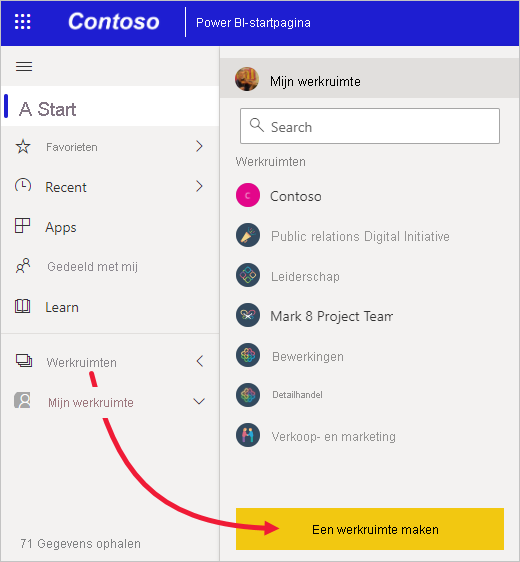 Contoso
Power BI-startpagina
A Start
Favorieten
Recent
Apps
Gedeeld met mij
Learn
Werkruimten
Mijn werkruimte
71 Gegevens ophalen
Mijn werkruimte
Search
Werkruimten
C
Contoso
Public relations Digital Initiative
Leiderschap
Mark 8 Project Team
Bewerkingen
Detailhandel
Verkoop- en marketing
Een werkruimte maken